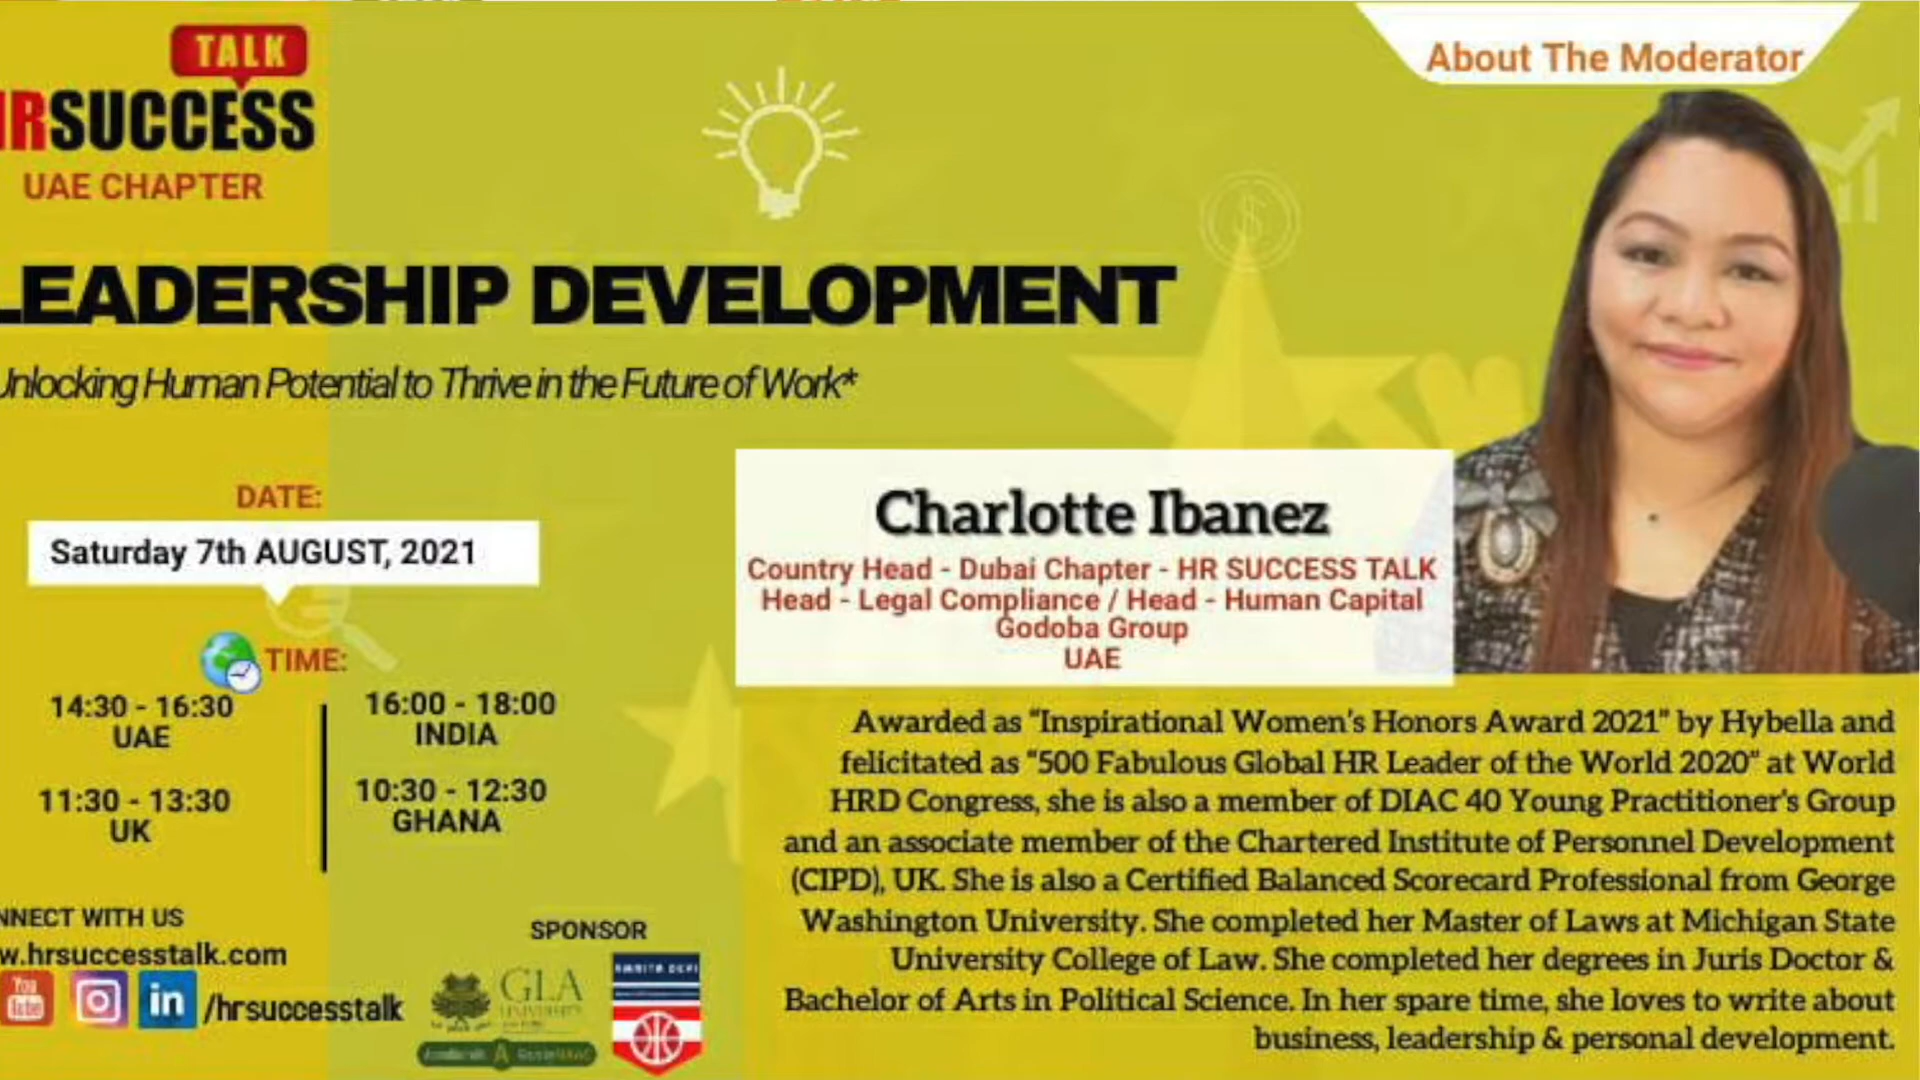 TALK
HRSUCCESS
UAE CHAPTER
About The Moderator
LEADERSHIP DEVELOPMENT
Unlocking Human Potential to Thrive in the Future of Work*
DATE:
Saturday 7th AUGUST, 2021
TIME:
14:30 - 16:30
UAE
16:00 - 18:00
INDIA
11:30 - 13:30
UK
10:30 - 12:30
GHANA
NNECT WITH US
w.hrsuccesstalk.com
You
Tube
in
/hrsuccesstalk
SPONSOR
GLA
UNIVERSITY
A
Charlotte Ibanez
Country Head - Dubai Chapter - HR SUCCESS TALK
Head - Legal Compliance / Head - Human Capital
Godoba Group
UAE
Awarded as "Inspirational Women's Honors Award 2021" by Hybella and
felicitated as "500 Fabulous Global HR Leader of the World 2020" at World
HRD Congress, she is also a member of DIAC 40 Young Practitioner's Group
and an associate member of the Chartered Institute of Personnel Development
(CIPD), UK. She is also a Certified Balanced Scorecard Professional from George
Washington University. She completed her Master of Laws at Michigan State
University College of Law. She completed her degrees in Juris Doctor &
Bachelor of Arts in Political Science. In her spare time, she loves to write about
business, leadership & personal development.